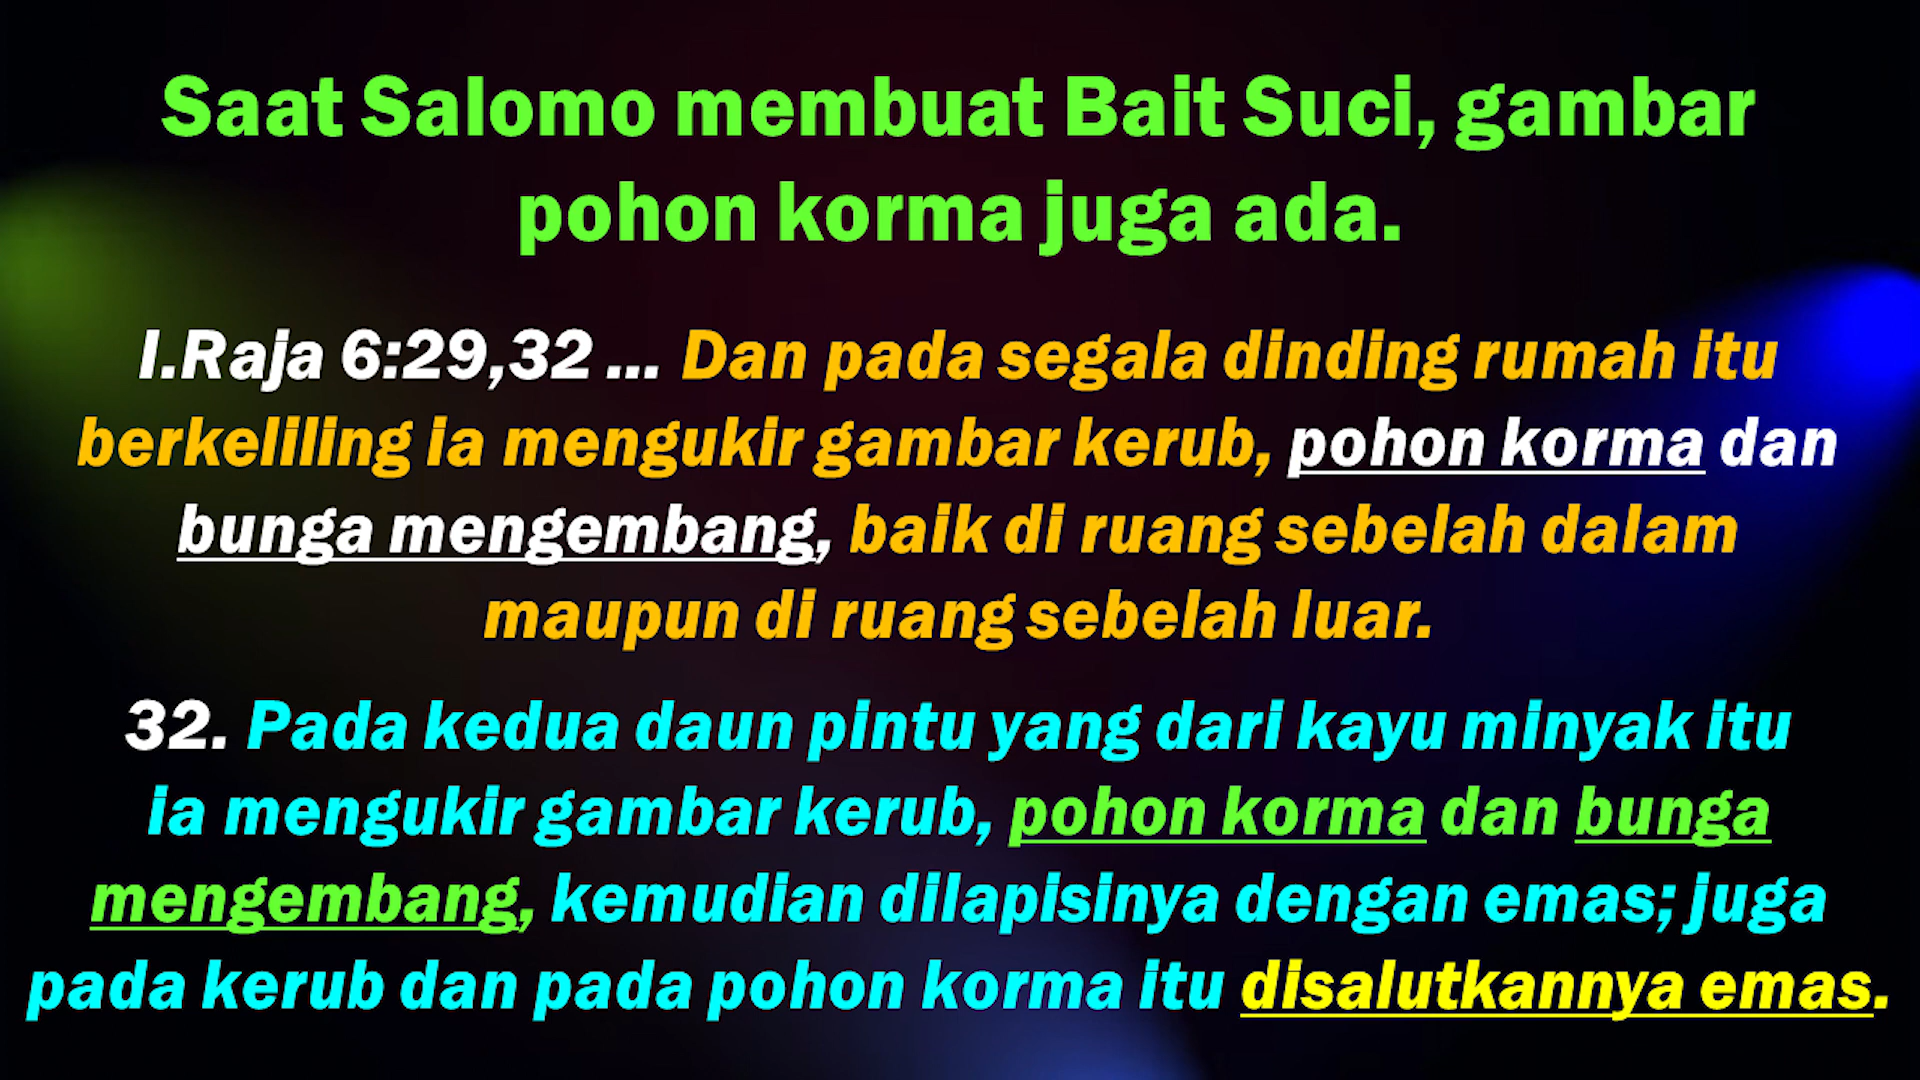 Saat Salomo membuat Bait Suci, gambar
pohon korma juga ada.
I.Raja 6:29,32 ... Dan pada segala dinding rumah itu
berkeliling ia mengukir gambar kerub, pohon korma dan
bunga mengembang, baik di ruang sebelah dalam
maupun di ruang sebelah luar.
32. Pada kedua daun pintu yang dari kayu minyak itu
ia mengukir gambar kerub, pohon korma dan bunga
mengembang, kemudian dilapisinya dengan emas; juga
pada kerub dan pada pohon korma itu disalutkannya emas.